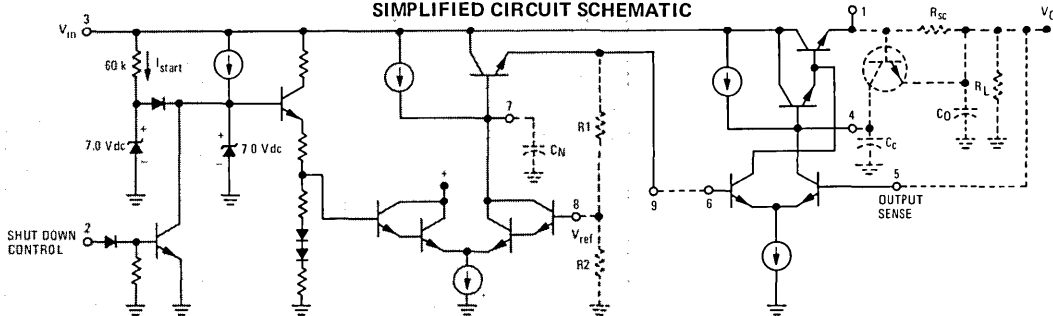 SIMPLIFIED CIRCUIT SCHEMATIC
Vin 3
1
RSC
VO
60 k
Istart
7
R1
4
CO
RL
7.0 Vdc
+
–
+
–
7.0 Vdc
CN
CC
+
5
OUTPUT
SENSE
9
6
8
Vref
SHUT DOWN
CONTROL
2
R2